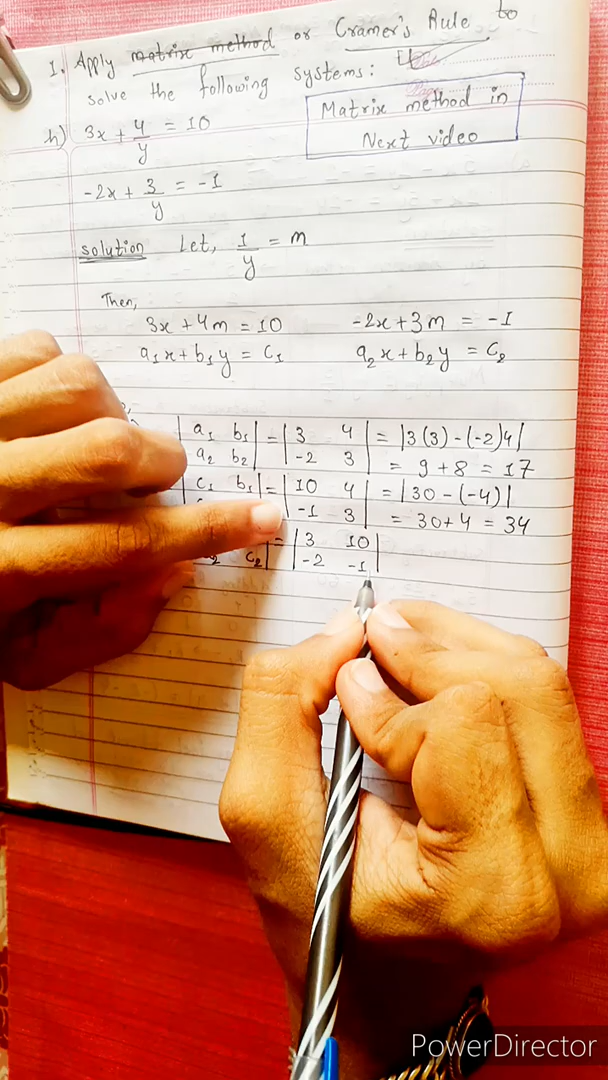 1. Apply matrix method or Cramer's Rule to
solve the following systems:
Matrix method in
Next video
h) 3x + 4/y = 10
-2x + 3/y = -1
solution Let, 1/y = m
Then,
3x + 4m = 10 -2x + 3m = -1
a₁x + b₁y = c₁ a₂x + b₂y = c₂
| a₁ b₁ | = | 3 4 | = |3(3) - (-2)4|
| a₂ b₂ | | -2 3 | = 9 + 8 = 17
| c₁ b₁ | = | 10 4 | = |30 - (-4)|
| -1 3 | = 30 + 4 = 34
= | 3 10 |
c₂ | | -2 -1 |
PowerDirector